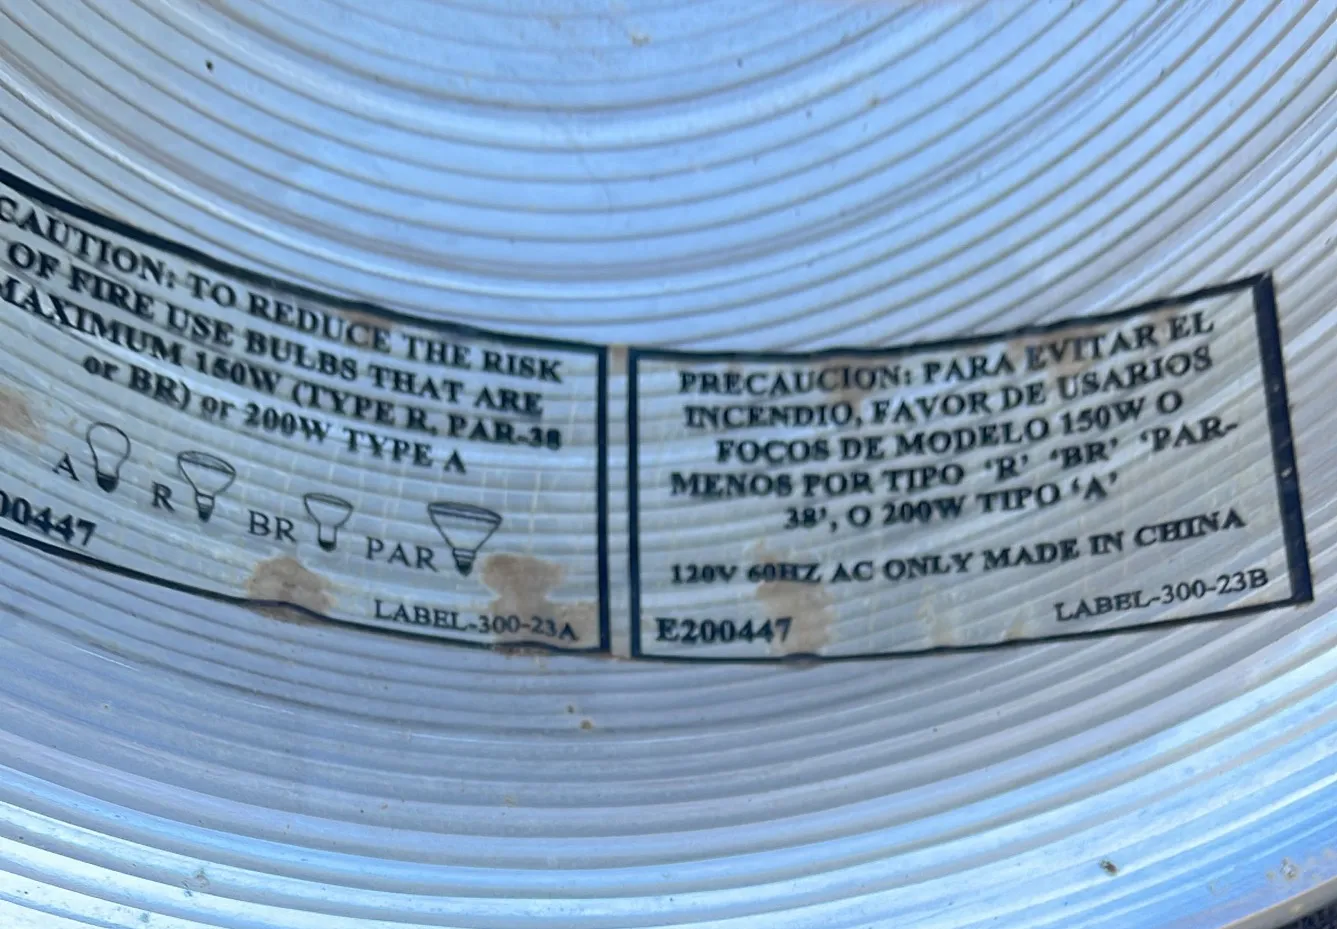 CAUTION: TO REDUCE THE RISK
OF FIRE USE BULBS THAT ARE
MAXIMUM 150W (TYPE R, PAR-38
or BR) or 200W TYPE A
A R BR PAR
00447
LABEL-300-23A
PRECAUCION: PARA EVITAR EL
INCENDIO, FAVOR DE USARIOS
FOCOS DE MODELO 150W O
MENOS POR TIPO ‘R’ ‘BR’ ‘PAR-
38’, O 200W TIPO ‘A’
120V 60HZ AC ONLY MADE IN CHINA
E200447
LABEL-300-23B